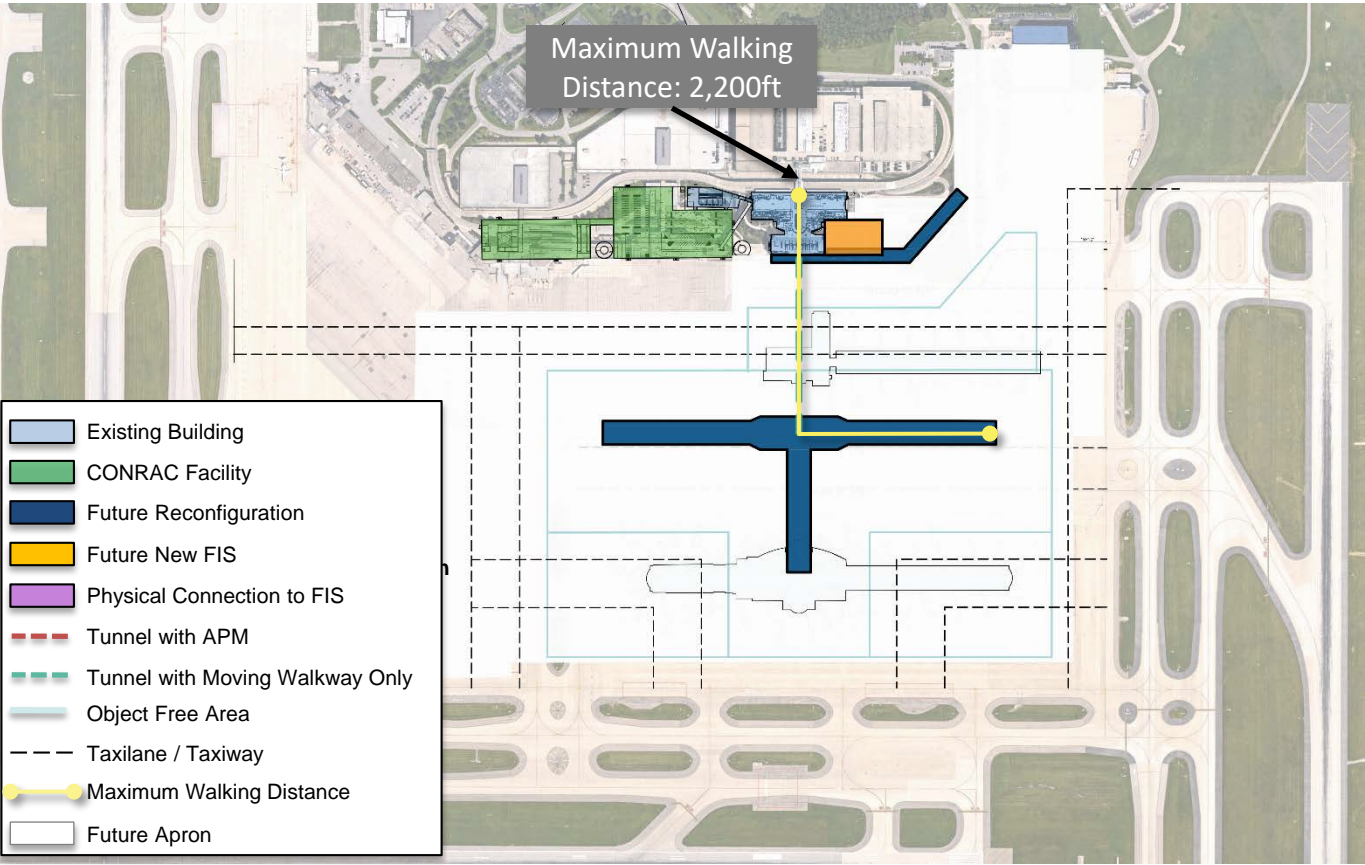 Maximum Walking
Distance: 2,200ft
Existing Building
CONRAC Facility
Future Reconfiguration
Future New FIS
Physical Connection to FIS
Tunnel with APM
Tunnel with Moving Walkway Only
Object Free Area
Taxilane / Taxiway
Maximum Walking Distance
Future Apron